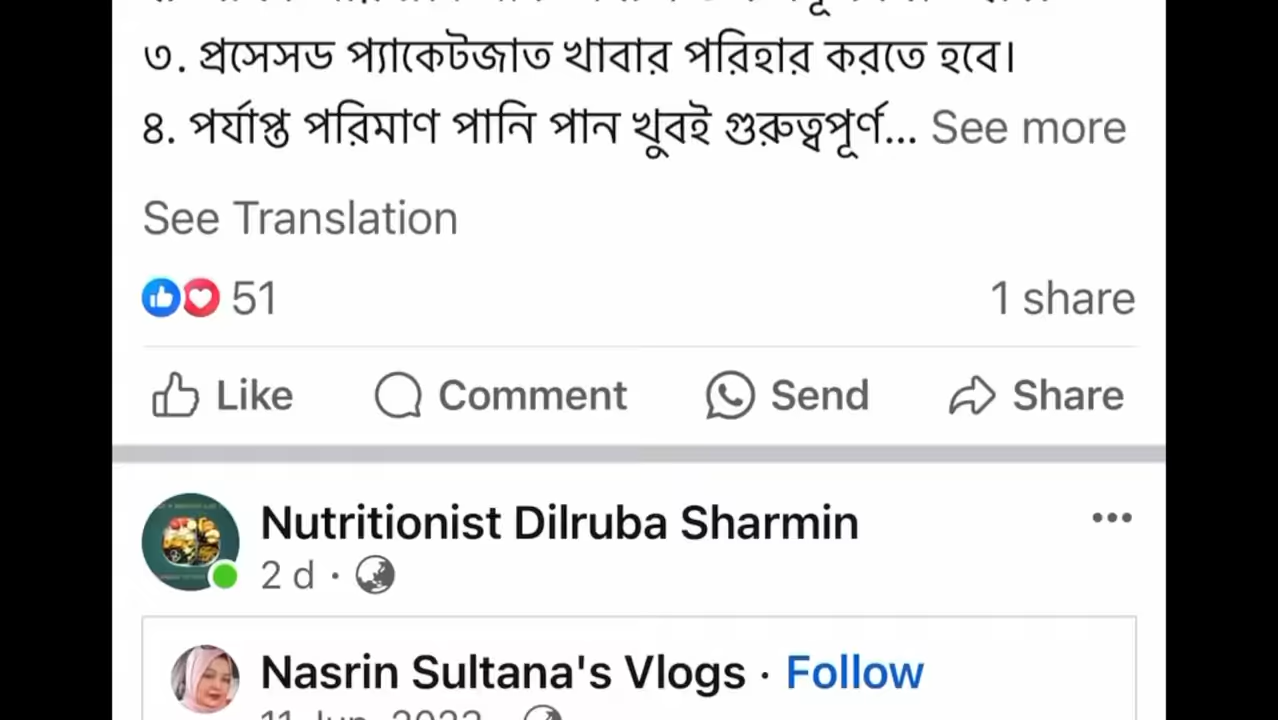 ৩. প্রসেসড প্যাকেটজাত খাবার পরিহার করতে হবে।
৪. পর্যাপ্ত পরিমাণ পানি পান খুবই গুরুত্বপূর্ণ... See more
See Translation
51 1 share
Like Comment Send Share
Nutritionist Dilruba Sharmin
2 d ·
Nasrin Sultana's Vlogs · Follow